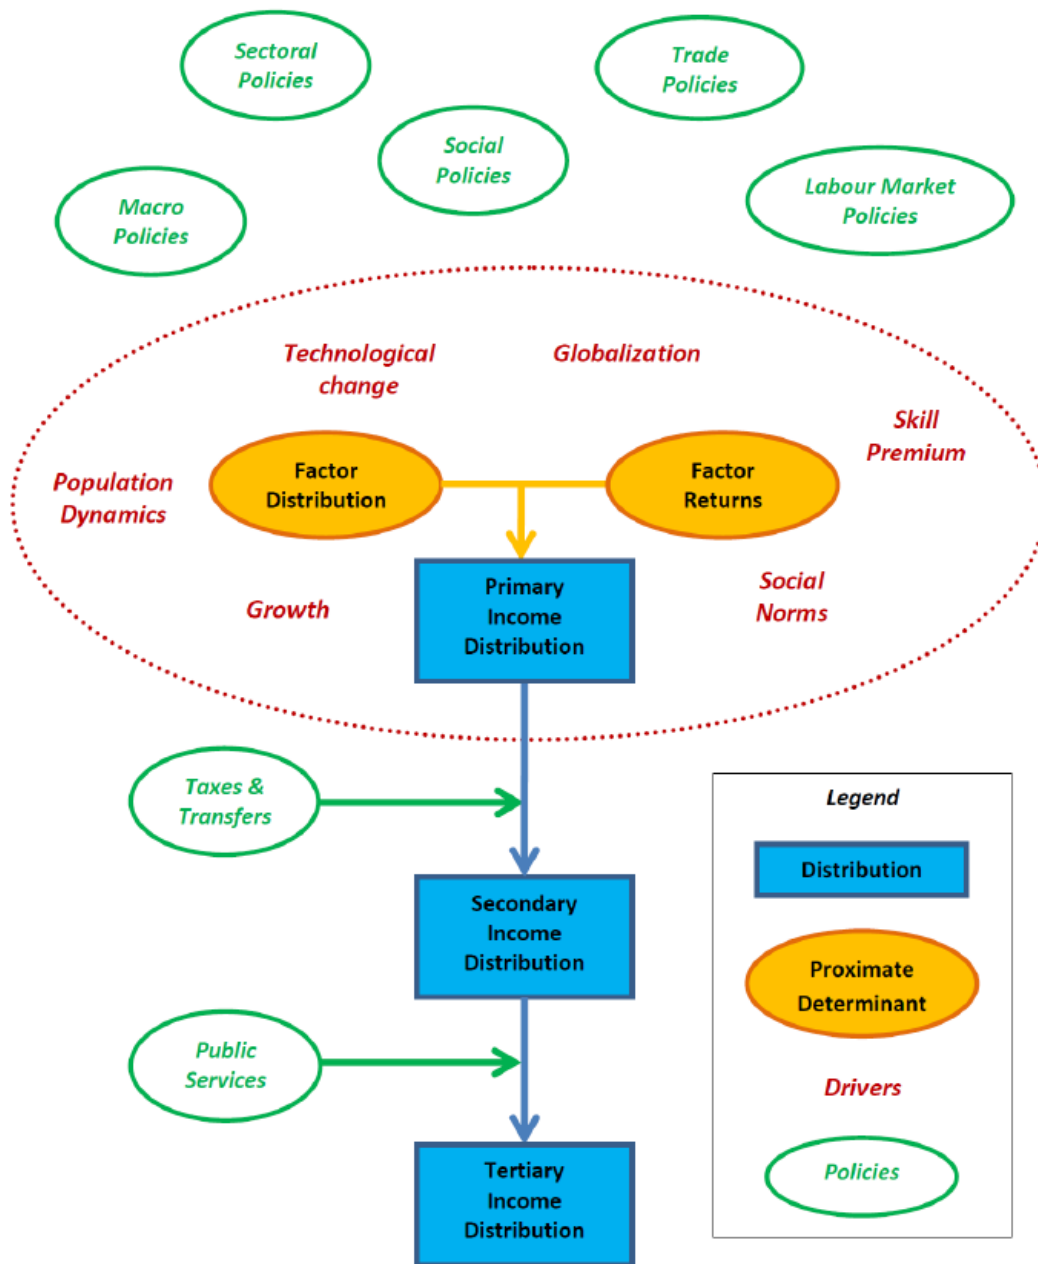 Sectoral
Policies
Trade
Policies
Social
Policies
Labour Market
Policies
Macro
Policies
Technological
change
Globalization
Skill
Premium
Population
Dynamics
Factor
Distribution
Factor
Returns
Primary
Income
Distribution
Growth
Social
Norms
Taxes &
Transfers
Secondary
Income
Distribution
Public
Services
Tertiary
Income
Distribution
Legend
Distribution
Proximate
Determinant
Drivers
Policies